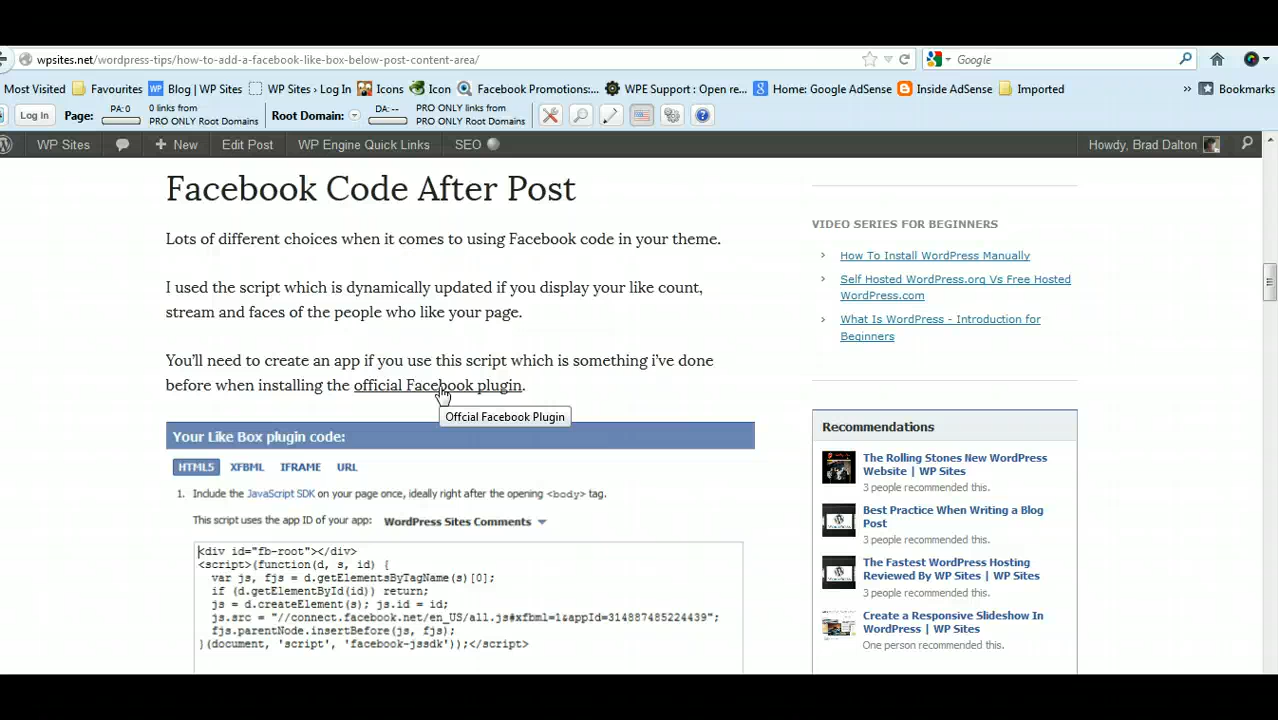 wpsites.net/wordpress-tips/how-to-add-a-facebook-like-box-below-post-content-area/
Google
Most Visited Favourites Blog | WP Sites WP Sites › Log In Icons Icon Facebook Promotions:... WPE Support : Open re... Home: Google AdSense Inside AdSense Imported » Bookmarks
Log In Page: PA: 0 0 links from PRO ONLY Root Domains Root Domain: DA: -- PRO ONLY links from PRO ONLY Root Domains
WP Sites + New Edit Post WP Engine Quick Links SEO Howdy, Brad Dalton
Facebook Code After Post
Lots of different choices when it comes to using Facebook code in your theme.
I used the script which is dynamically updated if you display your like count,
stream and faces of the people who like your page.
You'll need to create an app if you use this script which is something i've done
before when installing the official Facebook plugin.
Offcial Facebook Plugin
Your Like Box plugin code:
HTML5 XFBML IFRAME URL
1. Include the JavaScript SDK on your page once, ideally right after the opening <body> tag.
This script uses the app ID of your app: WordPress Sites Comments
<div id="fb-root"></div>
<script>(function(d, s, id) {
var js, fjs = d.getElementsByTagName(s)[0];
if (d.getElementById(id)) return;
js = d.createElement(s); js.id = id;
js.src = "//connect.facebook.net/en_US/all.js#xfbml=1&appId=314887485224439";
fjs.parentNode.insertBefore(js, fjs);
}(document, 'script', 'facebook-jssdk'));</script>
VIDEO SERIES FOR BEGINNERS
How To Install WordPress Manually
Self Hosted WordPress.org Vs Free Hosted
WordPress.com
What Is WordPress - Introduction for
Beginners
Recommendations
The Rolling Stones New WordPress
Website | WP Sites
3 people recommended this.
Best Practice When Writing a Blog
Post
3 people recommended this.
The Fastest WordPress Hosting
Reviewed By WP Sites | WP Sites
3 people recommended this.
Create a Responsive Slideshow In
WordPress | WP Sites
One person recommended this.